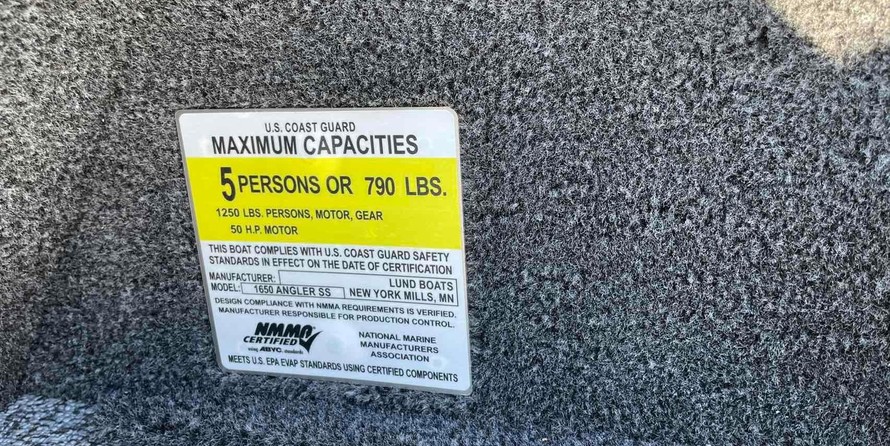 U.S. COAST GUARD
MAXIMUM CAPACITIES
5 PERSONS OR 790 LBS.
1250 LBS. PERSONS, MOTOR, GEAR
50 H.P. MOTOR
THIS BOAT COMPLIES WITH U.S. COAST GUARD SAFETY
STANDARDS IN EFFECT ON THE DATE OF CERTIFICATION
MANUFACTURER: LUND BOATS
MODEL: 1650 ANGLER SS NEW YORK MILLS, MN
DESIGN COMPLIANCE WITH NMMA REQUIREMENTS IS VERIFIED.
MANUFACTURER RESPONSIBLE FOR PRODUCTION CONTROL.
NMMA
CERTIFIED
using ABYC standards
NATIONAL MARINE
MANUFACTURERS
ASSOCIATION
MEETS U.S. EPA EVAP STANDARDS USING CERTIFIED COMPONENTS